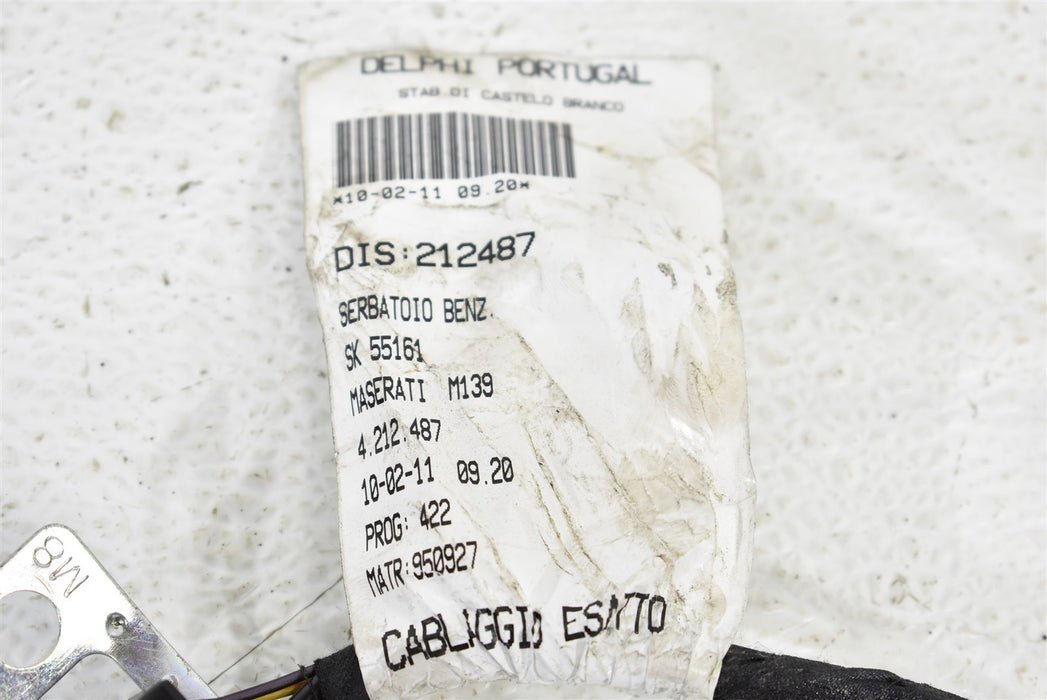 DELPHI PORTUGAL
STAB.DI CASTELO BRANCO
*10-02-11 09.20*
DIS:212487
SERBATOIO BENZ.
SK 55161
MASERATI M139
4.212.487
10-02-11 09.20
PROG: 422
MATR:950927
CABLAGGIO ESATTO
M8